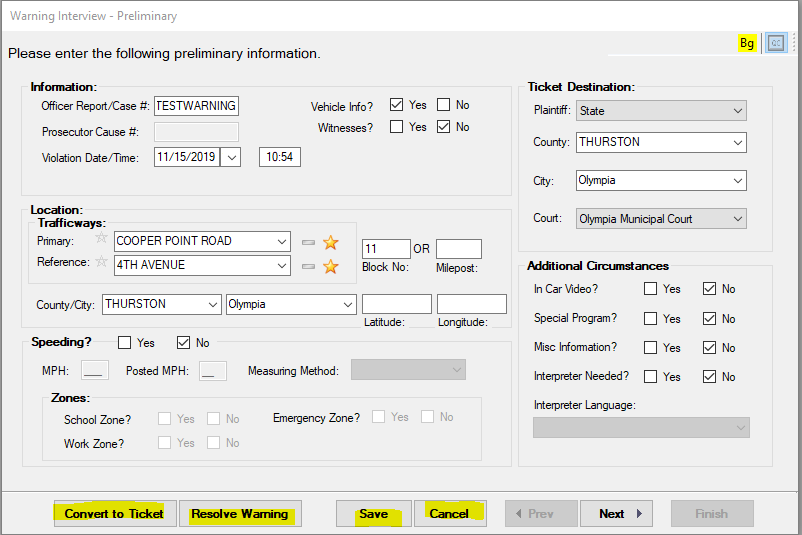 Warning Interview - Preliminary
Bg
Please enter the following preliminary information.
Information:
Officer Report/Case #: TESTWARNING
Vehicle Info? Yes No
Prosecutor Cause #:
Witnesses? Yes No
Violation Date/Time: 11/15/2019 10:54
Location:
Trafficways:
Primary: COOPER POINT ROAD
11 OR
Reference: 4TH AVENUE
Block No: Milepost:
County/City: THURSTON Olympia
Latitude: Longitude:
Speeding? Yes No
MPH: __ Posted MPH: __ Measuring Method:
Zones:
School Zone? Yes No
Emergency Zone? Yes No
Work Zone? Yes No
Ticket Destination:
Plaintiff: State
County: THURSTON
City: Olympia
Court: Olympia Municipal Court
Additional Circumstances
In Car Video? Yes No
Special Program? Yes No
Misc Information? Yes No
Interpreter Needed? Yes No
Interpreter Language:
Convert to Ticket Resolve Warning Save Cancel Prev Next Finish